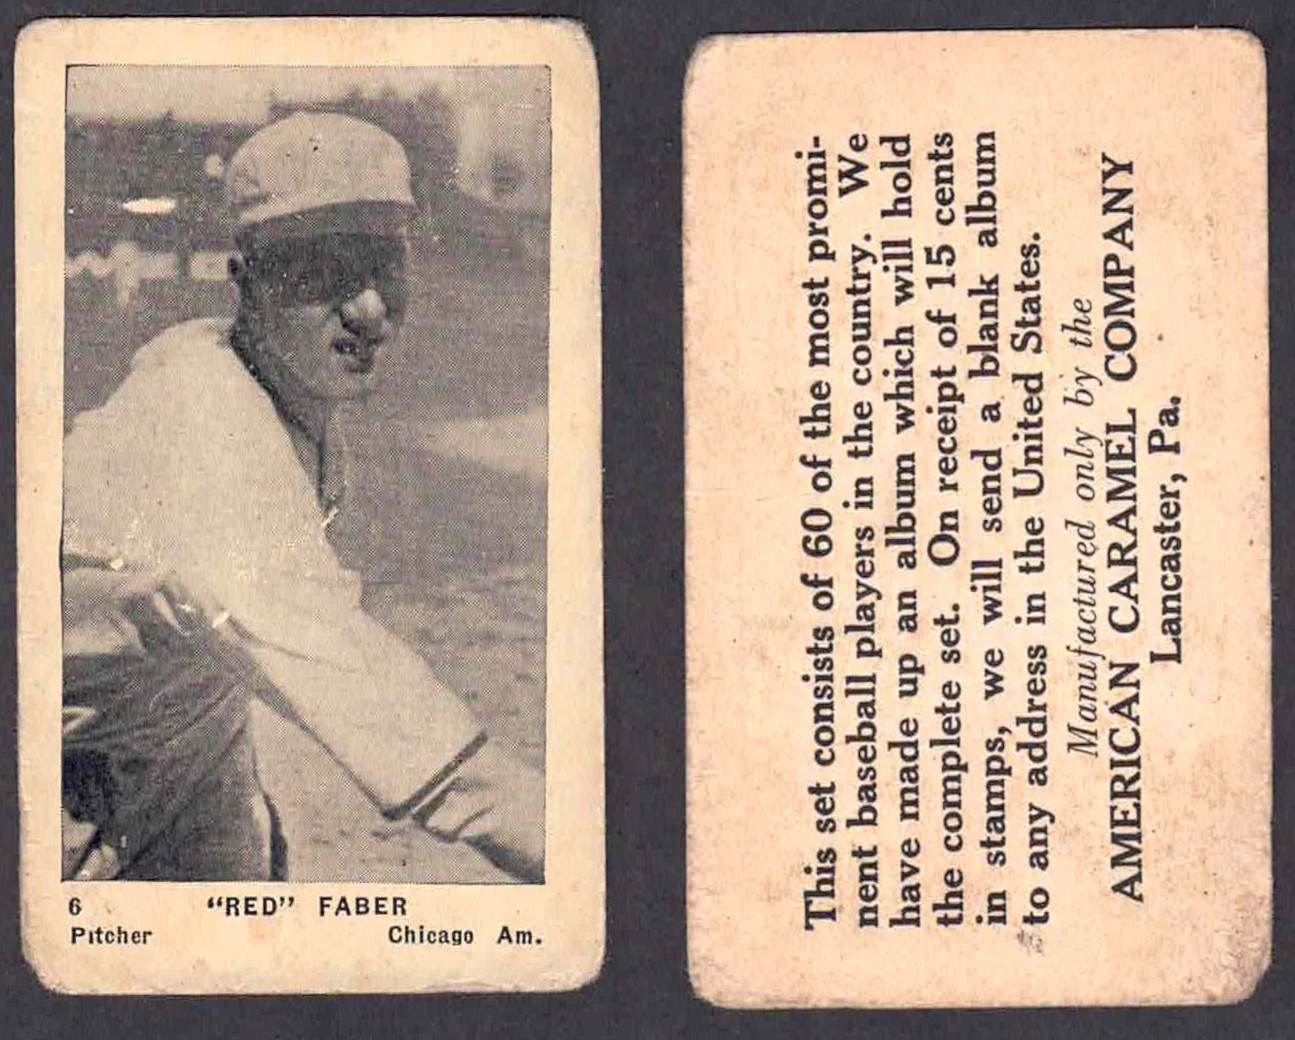 6 "RED" FABER
Pitcher Chicago Am.
This set consists of 60 of the most promi-
nent baseball players in the country. We
have made up an album which will hold
the complete set. On receipt of 15 cents
in stamps, we will send a blank album
to any address in the United States.
Manufactured only by the
AMERICAN CARAMEL COMPANY
Lancaster, Pa.